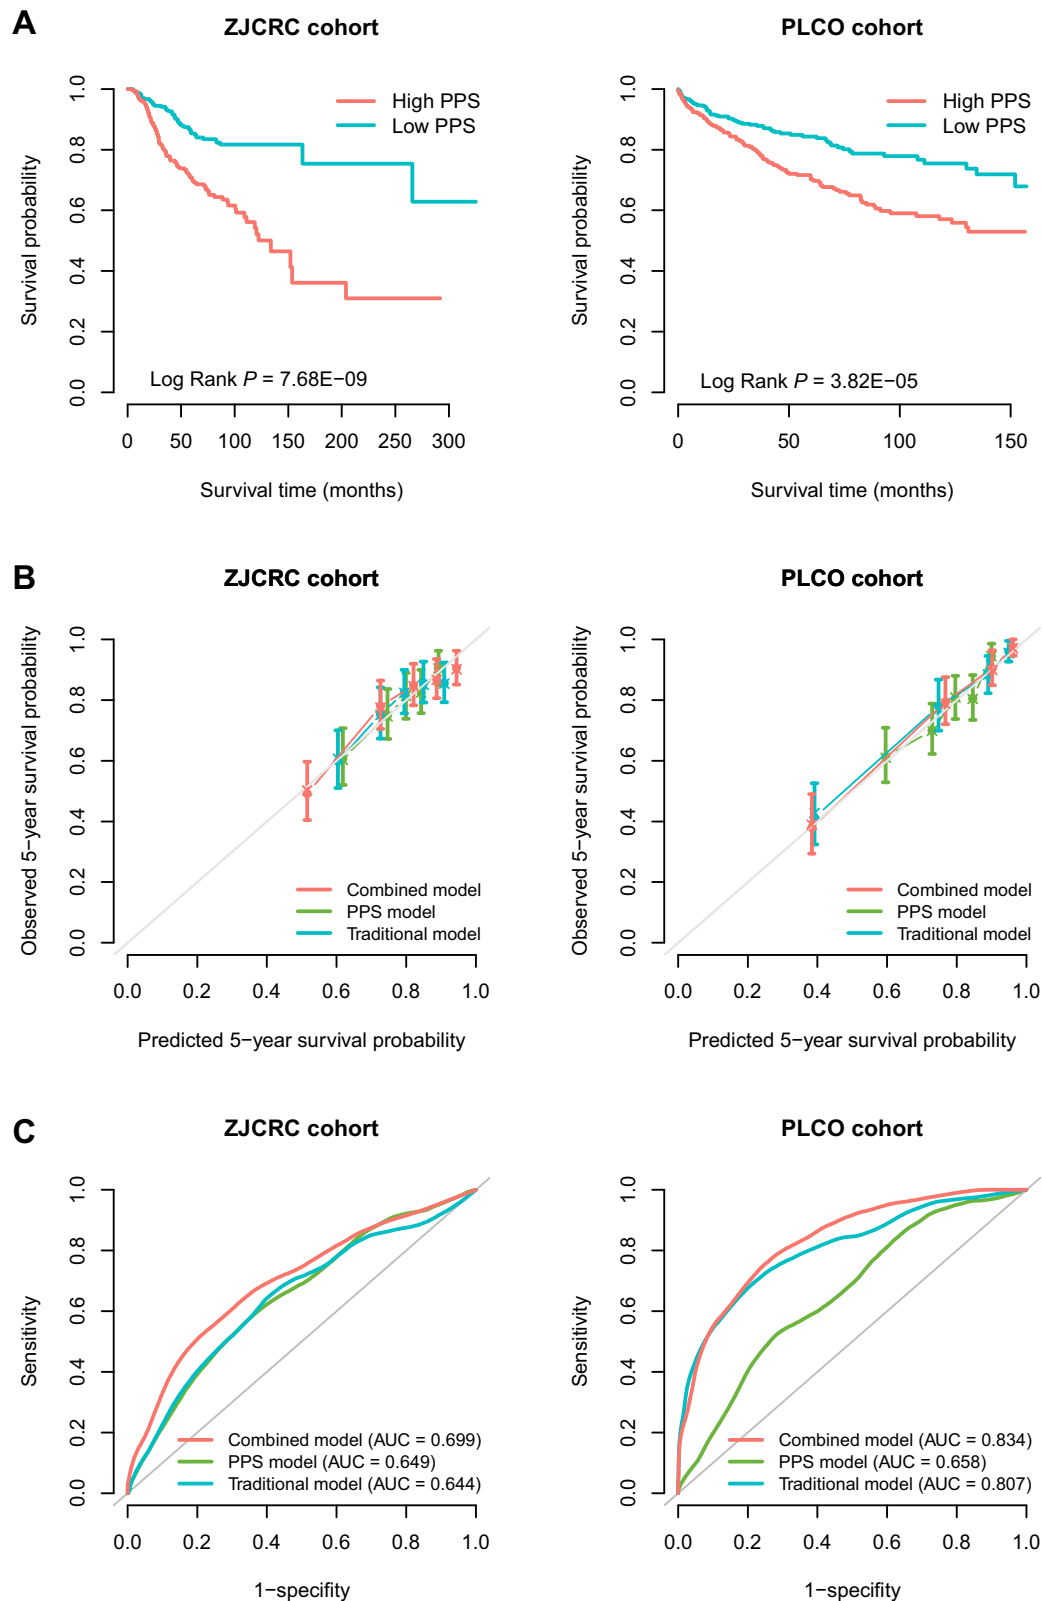 A
ZJCRC cohort
PLCO cohort
Survival probability
0.0 0.2 0.4 0.6 0.8 1.0
High PPS
Low PPS
Log Rank P = 7.68E−09
0 50 100 150 200 250 300
Survival time (months)
Survival probability
0.0 0.2 0.4 0.6 0.8 1.0
High PPS
Low PPS
Log Rank P = 3.82E−05
0 50 100 150
Survival time (months)
B
ZJCRC cohort
PLCO cohort
Observed 5−year survival probability
0.0 0.2 0.4 0.6 0.8 1.0
Combined model
PPS model
Traditional model
0.0 0.2 0.4 0.6 0.8 1.0
Predicted 5−year survival probability
Observed 5−year survival probability
0.0 0.2 0.4 0.6 0.8 1.0
Combined model
PPS model
Traditional model
0.0 0.2 0.4 0.6 0.8 1.0
Predicted 5−year survival probability
C
ZJCRC cohort
PLCO cohort
Sensitivity
0.0 0.2 0.4 0.6 0.8 1.0
Combined model (AUC = 0.699)
PPS model (AUC = 0.649)
Traditional model (AUC = 0.644)
0.0 0.2 0.4 0.6 0.8 1.0
1−specifity
Sensitivity
0.0 0.2 0.4 0.6 0.8 1.0
Combined model (AUC = 0.834)
PPS model (AUC = 0.658)
Traditional model (AUC = 0.807)
0.0 0.2 0.4 0.6 0.8 1.0
1−specifity